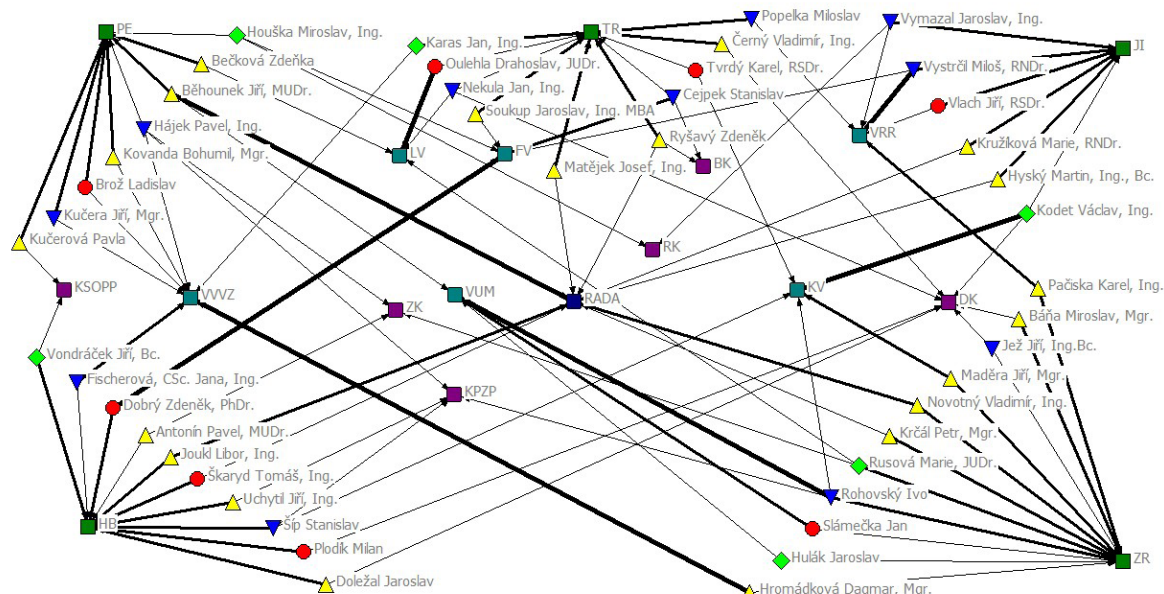 PE
Houška Miroslav, Ing.
Karas Jan, Ing.
TR
Popelka Miloslav
Vymazal Jaroslav, Ing.
JI
Černý Vladimír, Ing.
Bečková Zdeňka
Oulehla Drahoslav, JUDr.
Tvrdý Karel, RSDr.
Vystrčil Miloš, RNDr.
Běhounek Jiří, MUDr.
Nekula Jan, Ing.
Cejpek Stanislav
Vlach Jiří, RSDr.
Soukup Jaroslav, Ing. MBA
Hájek Pavel, Ing.
VRR
Ryšavý Zdeněk
Kružíková Marie, RNDr.
Kovanda Bohumil, Mgr.
LV
FV
Matějek Josef, Ing.
BK
Hyský Martin, Ing., Bc.
Brož Ladislav
Kučera Jiří, Mgr.
Kodet Václav, Ing.
Kučerová Pavla
RK
KSOPP
VVVZ
VUM
RADA
KV
Pačiska Karel, Ing.
ZK
DK
Báňa Miroslav, Mgr.
Jež Jiří, Ing.Bc.
Vondráček Jiří, Bc.
Fischerová, CSc. Jana, Ing.
Maděra Jiří, Mgr.
KPZP
Dobrý Zdeněk, PhDr.
Novotný Vladimír, Ing.
Antonín Pavel, MUDr.
Krčál Petr, Mgr.
Joukl Libor, Ing.
Rusová Marie, JUDr.
Škaryd Tomáš, Ing.
Rohovský Ivo
Uchytil Jiří, Ing.
HB
Šíp Stanislav
Slámečka Jan
Plodík Milan
Hulák Jaroslav
ZR
Doležal Jaroslav
Hromádková Dagmar, Mgr.